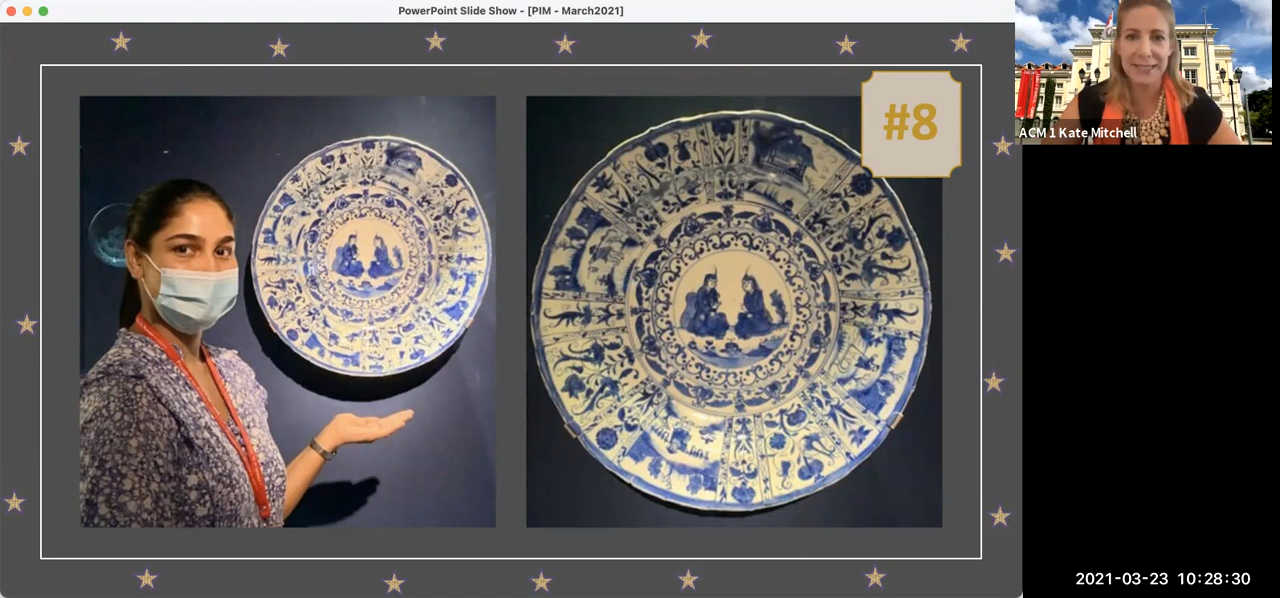 PowerPoint Slide Show - [PIM - March2021]
#8
ACM 1 Kate Mitchell
2021-03-23 10:28:30